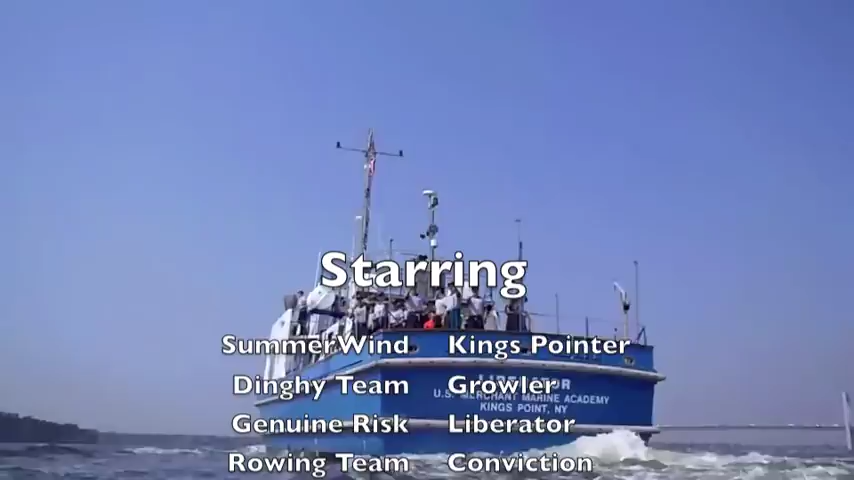 Starring
SummerWind Kings Pointer
Dinghy Team Growler
Genuine Risk Liberator
Rowing Team Conviction
LIBERATOR
U.S. MERCHANT MARINE ACADEMY
KINGS POINT, NY